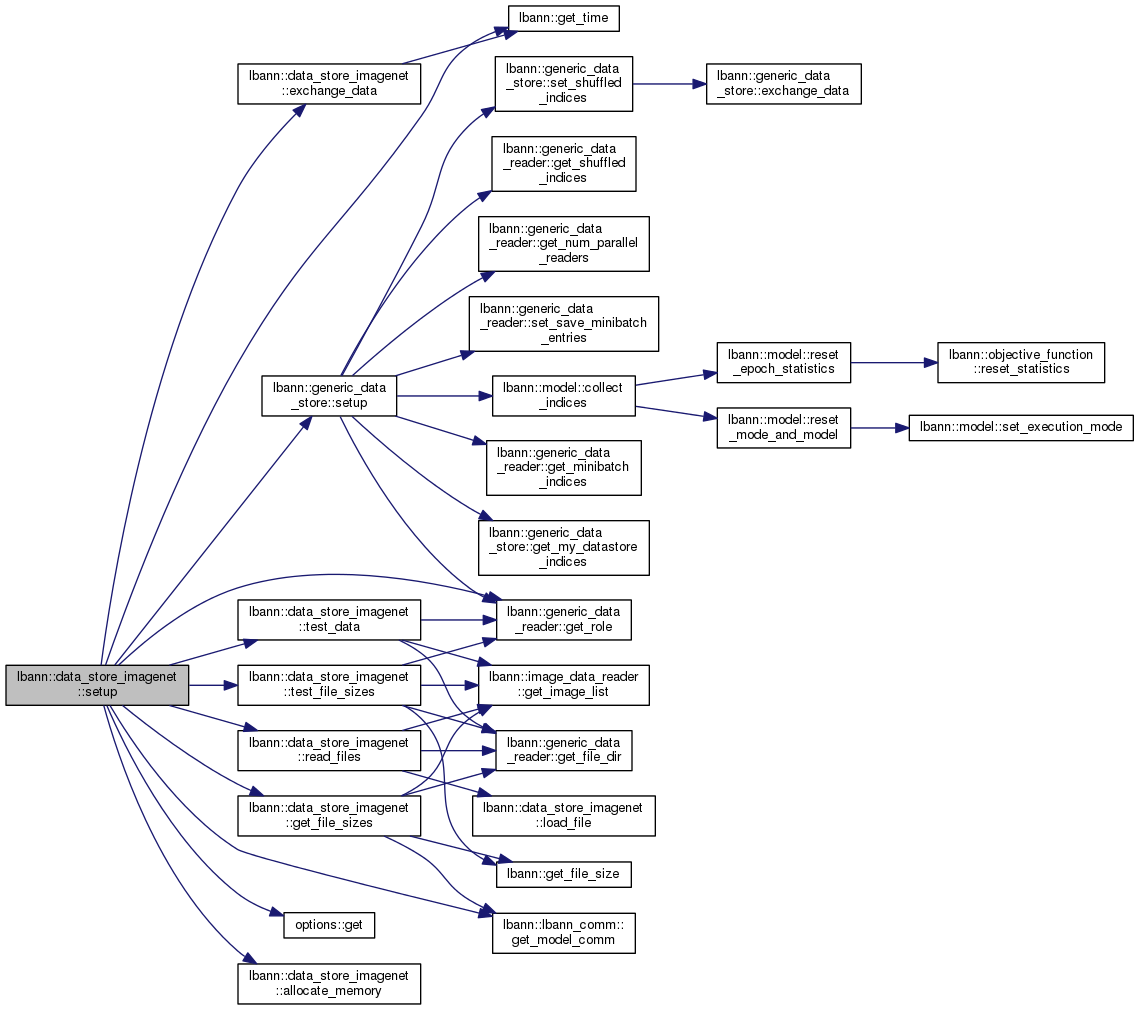 lbann::get_time
lbann::data_store_imagenet
::exchange_data
lbann::generic_data
_store::set_shuffled
_indices
lbann::generic_data
_store::exchange_data
lbann::generic_data
_reader::get_shuffled
_indices
lbann::generic_data
_reader::get_num_parallel
_readers
lbann::generic_data
_reader::set_save_minibatch
_entries
lbann::generic_data
_store::setup
lbann::model::collect
_indices
lbann::model::reset
_epoch_statistics
lbann::objective_function
::reset_statistics
lbann::model::reset
_mode_and_model
lbann::model::set_execution_mode
lbann::generic_data
_reader::get_minibatch
_indices
lbann::generic_data
_store::get_my_datastore
_indices
lbann::data_store_imagenet
::test_data
lbann::generic_data
_reader::get_role
lbann::data_store_imagenet
::setup
lbann::data_store_imagenet
::test_file_sizes
lbann::image_data_reader
::get_image_list
lbann::data_store_imagenet
::read_files
lbann::generic_data
_reader::get_file_dir
lbann::data_store_imagenet
::get_file_sizes
lbann::data_store_imagenet
::load_file
lbann::get_file_size
options::get
lbann::lbann_comm::
get_model_comm
lbann::data_store_imagenet
::allocate_memory